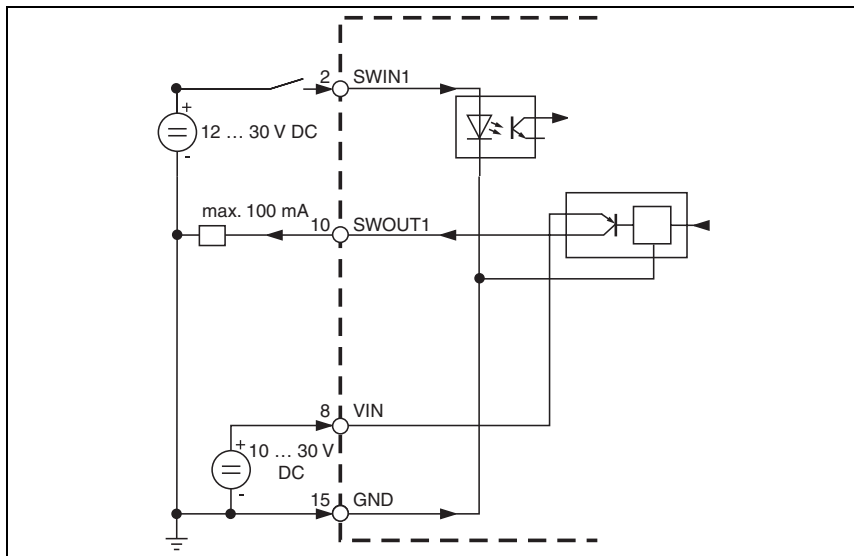 2 SWIN1
+
12 … 30 V DC
-
max. 100 mA
10 SWOUT1
8 VIN
+
10 … 30 V
DC
-
15 GND